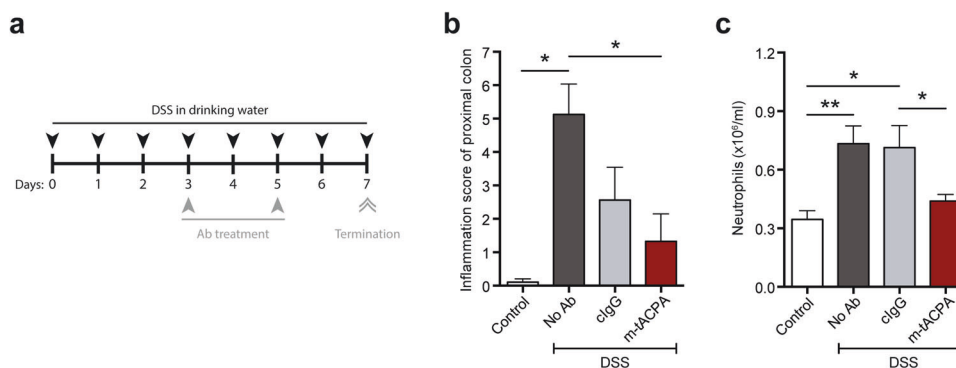 a
DSS in drinking water
Days: 0 1 2 3 4 5 6 7
Ab treatment
Termination
b
Inflammation score of proximal colon
7
6
5
4
3
2
1
0
*
*
Control
No Ab
cIgG
m-tACPA
DSS
c
Neutrophils (x10⁶/ml)
1.2
0.9
0.6
0.3
0.0
*
**
*
Control
No Ab
cIgG
m-tACPA
DSS